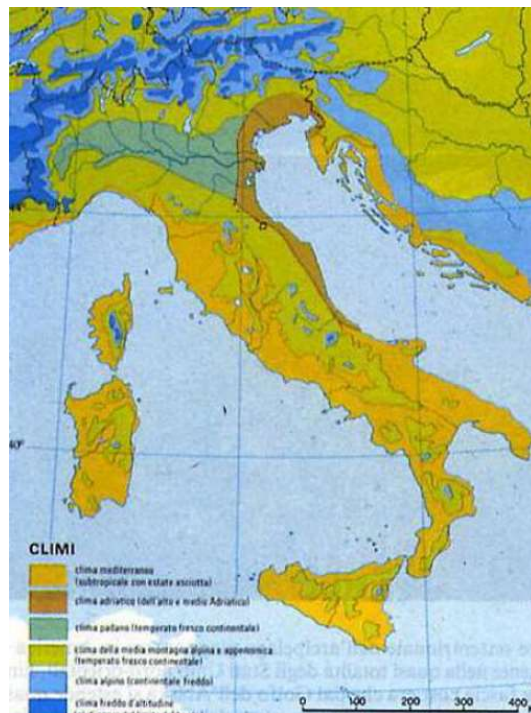 40°
CLIMI
clima mediterraneo
(subtropicale con estate asciutta)
clima adriatico (dell'alto e medio Adriatico)
clima padano (temperato fresco continentale)
clima della media montagna alpina e appenninica
(temperato fresco continentale)
clima alpino (continentale freddo)
clima freddo d'altitudine
0 100 200 300 400